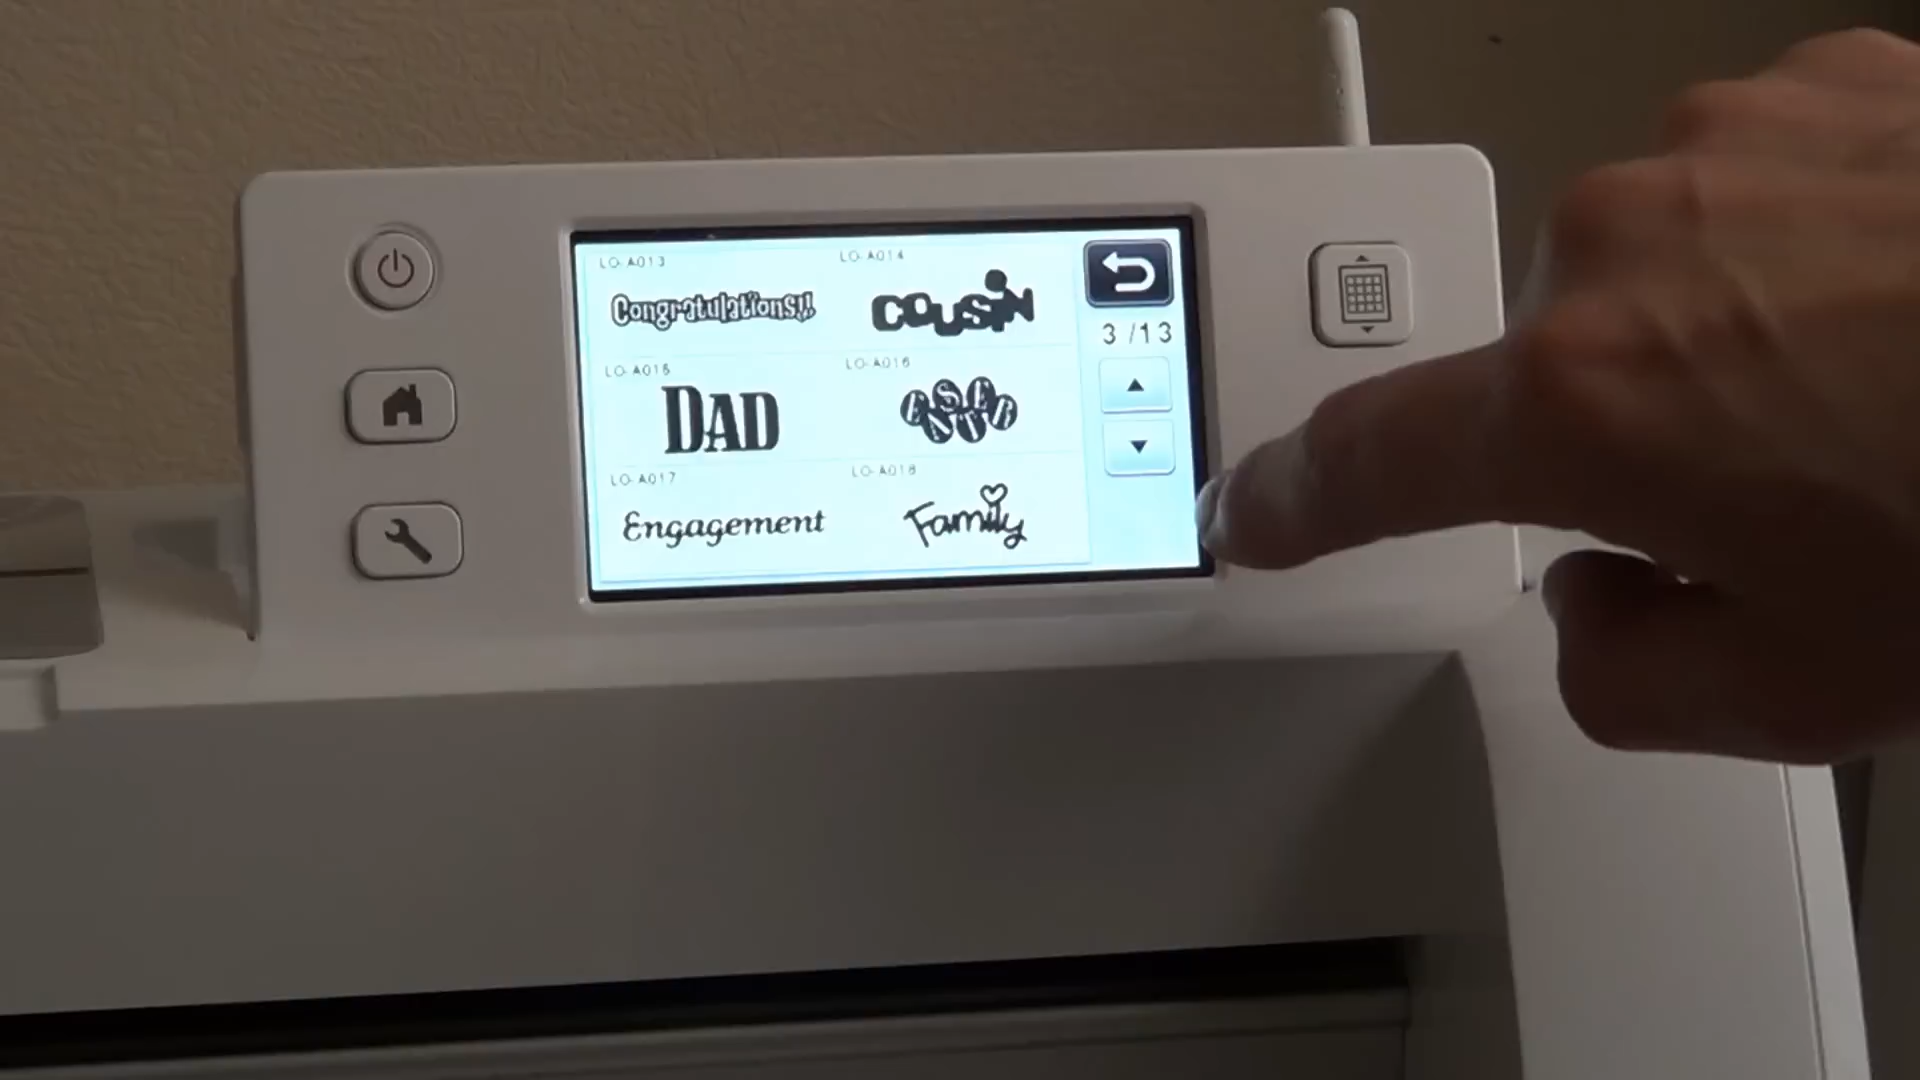 LO-A013
LO-A014
Congratulations!!
COUSIN
3 /13
LO-A015
LO-A016
DAD
EASTER
LO-A017
LO-A018
Engagement
Family